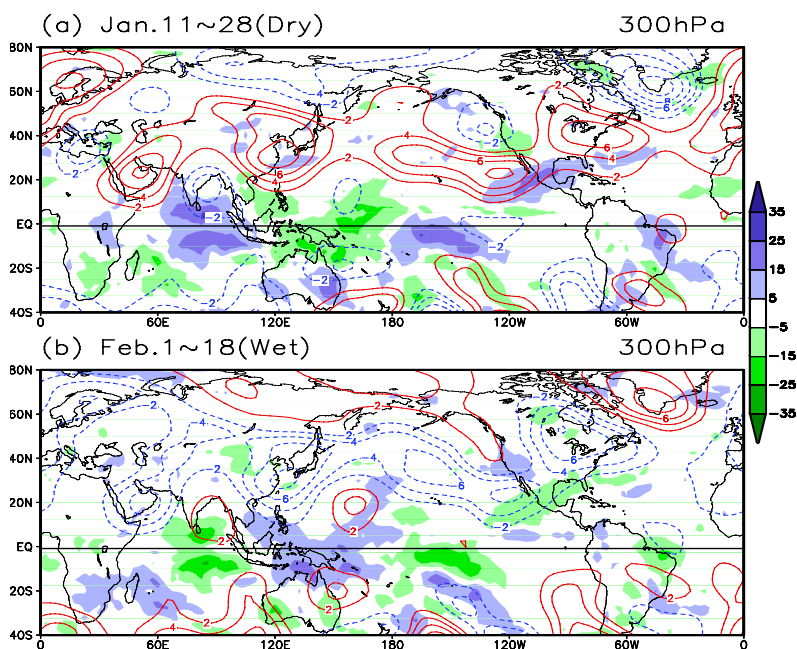 (a) Jan.11~28(Dry) 300hPa
80N
60N
40N
20N
EQ
20S
40S
0 60E 120E 180 120W 60W 0
(b) Feb.1~18(Wet) 300hPa
80N
60N
40N
20N
EQ
20S
40S
0 60E 120E 180 120W 60W 0
35
25
15
5
-5
-15
-25
-35